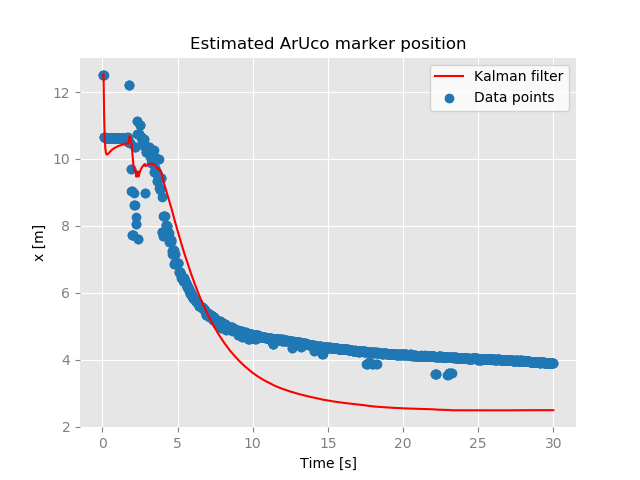 Estimated ArUco marker position
Kalman filter
Data points
12
10
8
6
4
2
x [m]
0
5
10
15
20
25
30
Time [s]